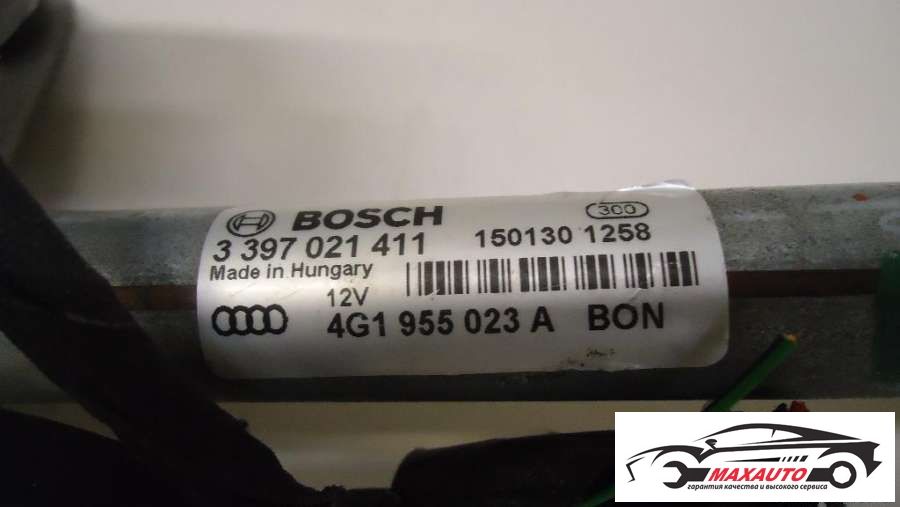 BOSCH
300
3 397 021 411 150130 1258
Made in Hungary
12V
4G1 955 023 A BON
MAXAUTO
гарантия качества и высокого сервиса